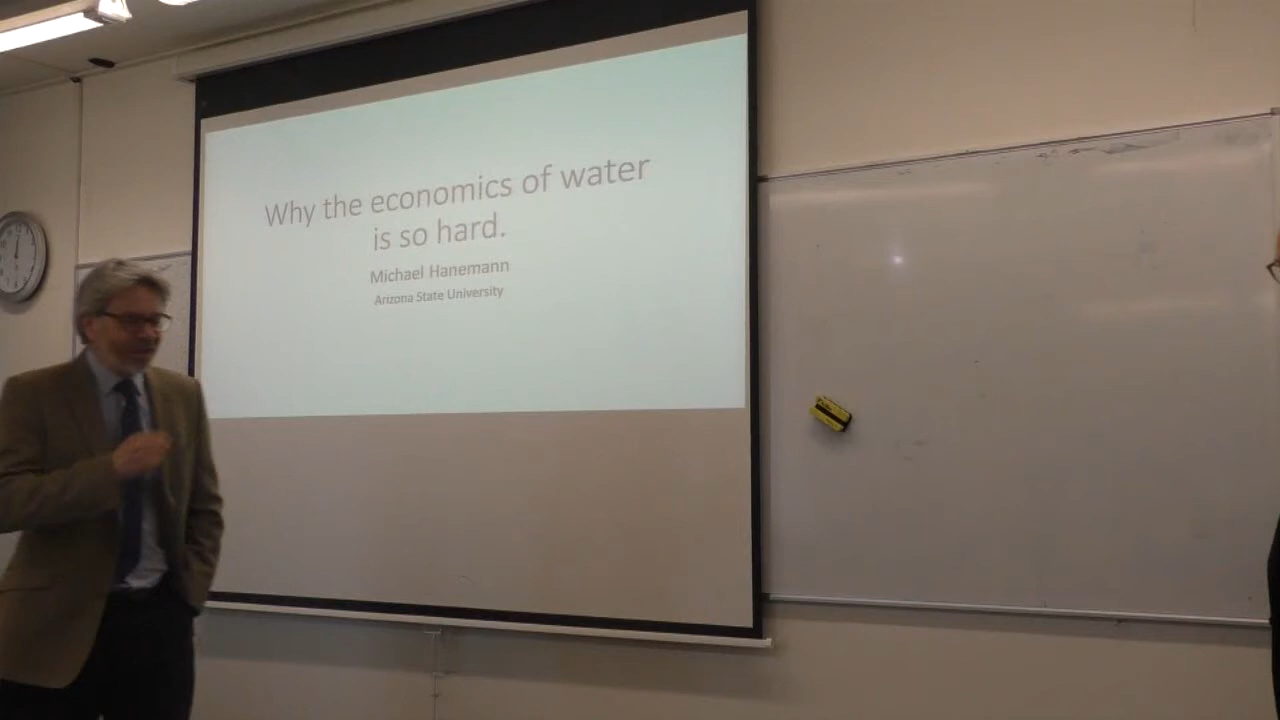 Why the economics of water
is so hard.
Michael Hanemann
Arizona State University